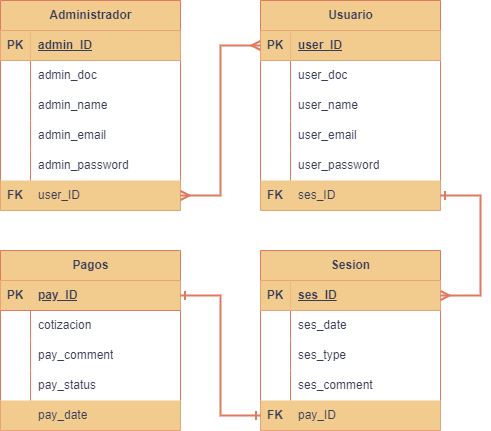 Administrador
PK admin_ID
admin_doc
admin_name
admin_email
admin_password
FK user_ID
Usuario
PK user_ID
user_doc
user_name
user_email
user_password
FK ses_ID
Pagos
PK pay_ID
cotizacion
pay_comment
pay_status
pay_date
Sesion
PK ses_ID
ses_date
ses_type
ses_comment
FK pay_ID